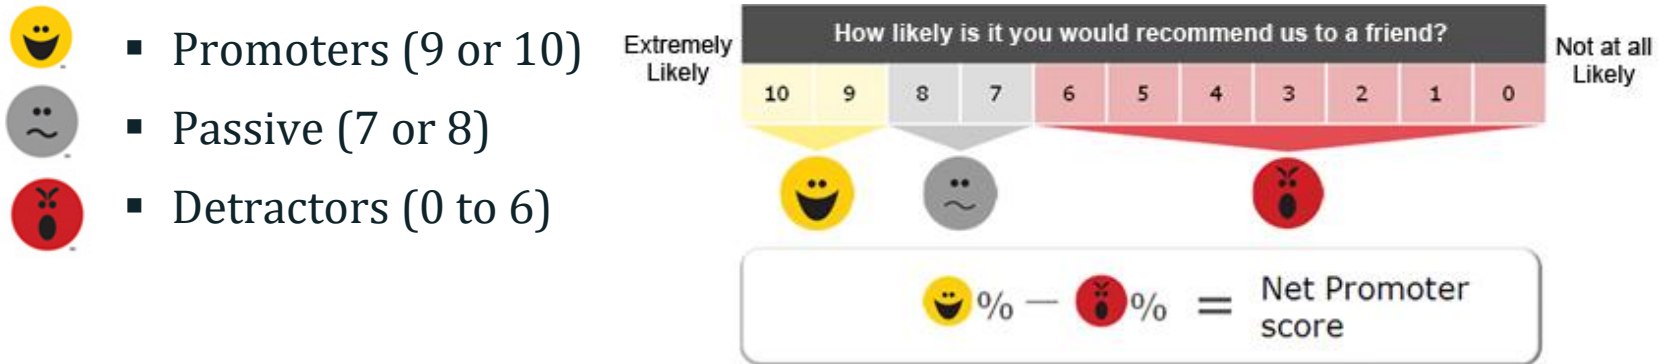 ▪ Promoters (9 or 10)
▪ Passive (7 or 8)
▪ Detractors (0 to 6)
Extremely
Likely
How likely is it you would recommend us to a friend?
Not at all
Likely
10 9 8 7 6 5 4 3 2 1 0
% − % = Net Promoter
score